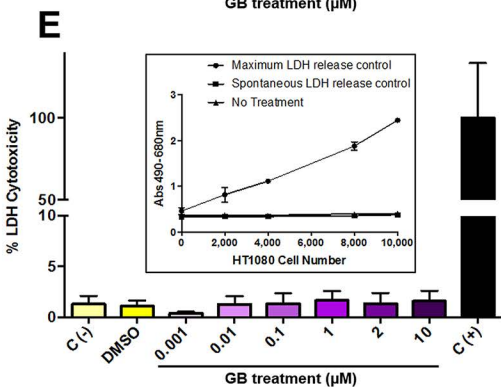 GB treatment (µM)
E
% LDH Cytotoxicity
100
50
10
5
0
Maximum LDH release control
Spontaneous LDH release control
No Treatment
Abs 490-680nm
3
2
1
0
0 2,000 4,000 6,000 8,000 10,000
HT1080 Cell Number
C (-) DMSO 0.001 0.01 0.1 1 2 10 C (+)
GB treatment (µM)